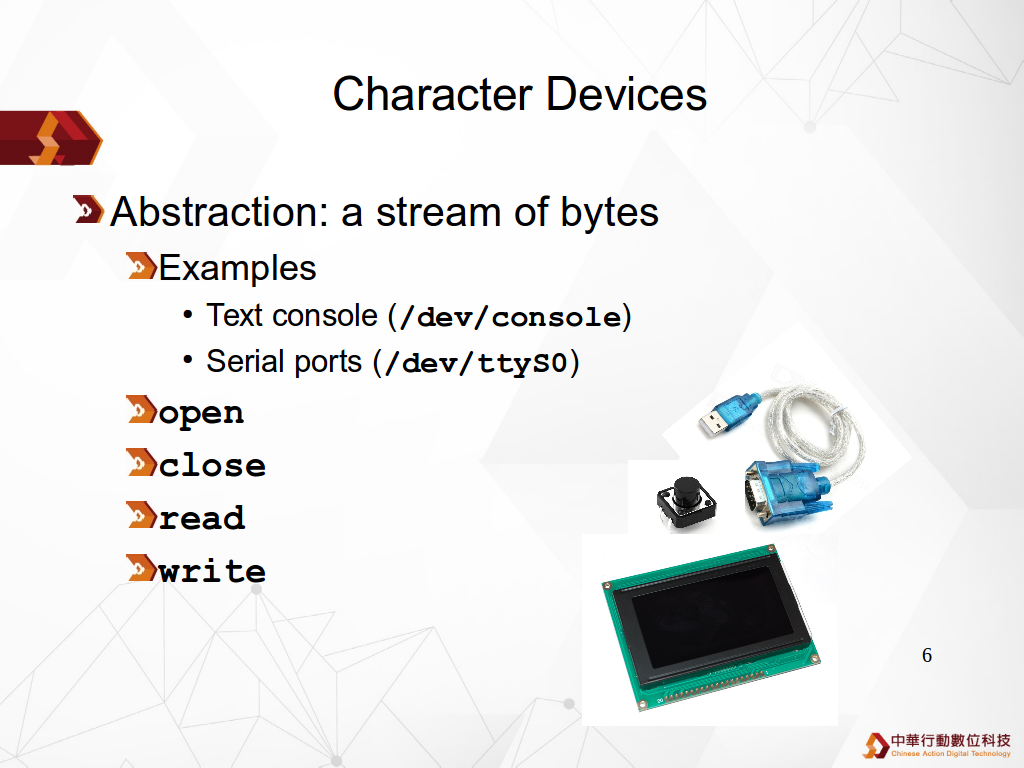 Character Devices
Abstraction: a stream of bytes
Examples
• Text console (/dev/console)
• Serial ports (/dev/ttyS0)
open
close
read
write
6
中華行動數位科技
Chinese Action Digital Technology